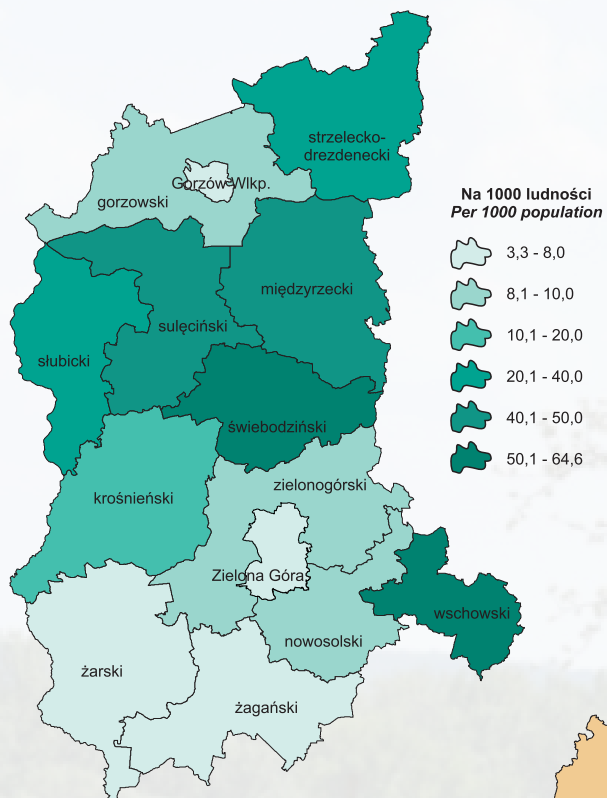 strzelecko-
drezdenecki
Gorzów Wlkp.
gorzowski
Na 1000 ludności
Per 1000 population
3,3 - 8,0
8,1 - 10,0
10,1 - 20,0
20,1 - 40,0
40,1 - 50,0
50,1 - 64,6
międzyrzecki
sulęciński
słubicki
świebodziński
zielonogórski
krośnieński
Zielona Góra
wschowski
nowosolski
żarski
żagański